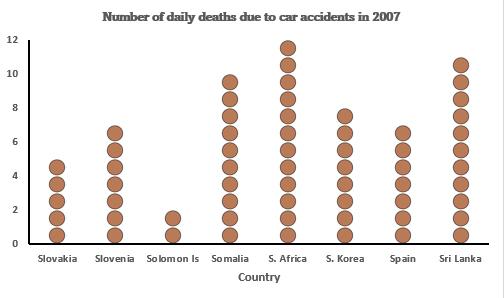 Number of daily deaths due to car accidents in 2007
12
10
8
6
4
2
0
Slovakia Slovenia Solomon Is Somalia S. Africa S. Korea Spain Sri Lanka
Country